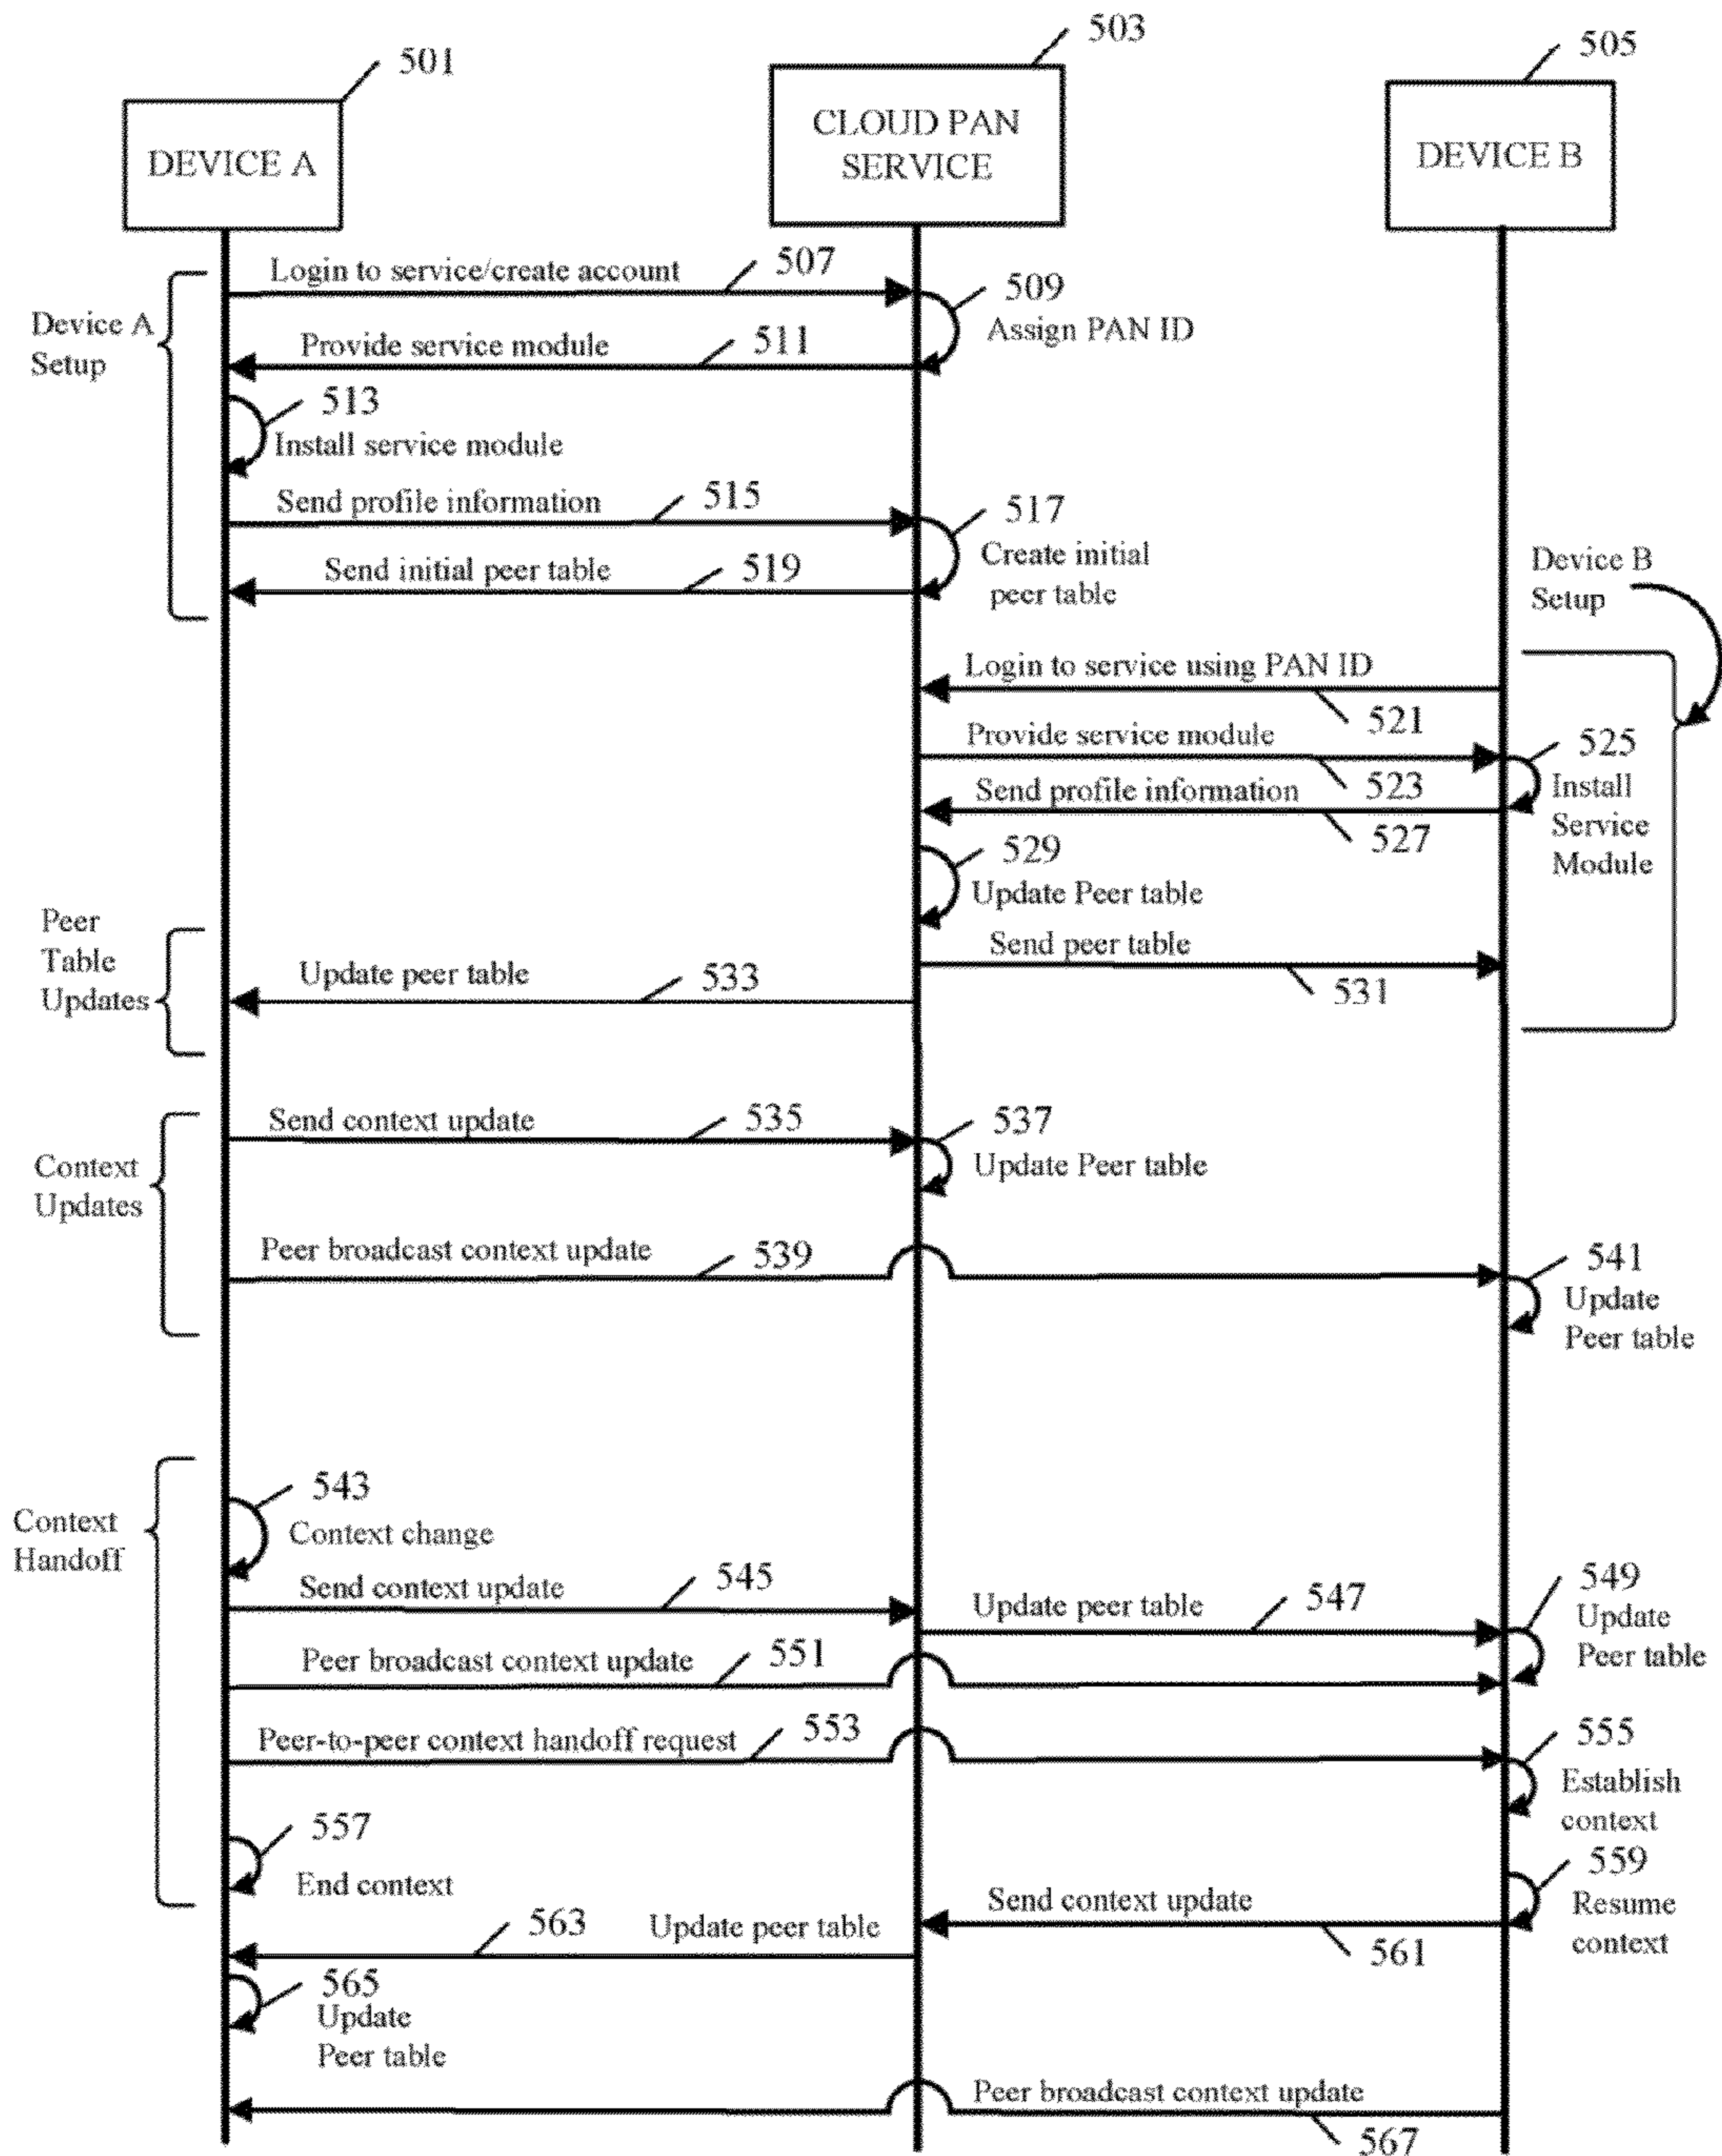 503
501
505
CLOUD PAN
SERVICE
DEVICE A
DEVICE B
Login to service/create account
507
509
Assign PAN ID
Device A
Setup
Provide service module
511
513
Install service module
Send profile information
515
517
Create initial
peer table
Send initial peer table
519
Device B
Setup
Login to service using PAN ID
521
Provide service module
523
525
Install
Service
Module
Send profile information
527
529
Update Peer table
Peer
Table
Updates
Send peer table
531
Update peer table
533
Send context update
535
537
Update Peer table
Context
Updates
Peer broadcast context update
539
541
Update
Peer table
Context
Handoff
543
Context change
Send context update
545
Update peer table
547
549
Update
Peer table
Peer broadcast context update
551
Peer-to-peer context handoff request
553
555
Establish
context
557
End context
559
Resume
context
Send context update
561
563
Update peer table
565
Update
Peer table
Peer broadcast context update
567